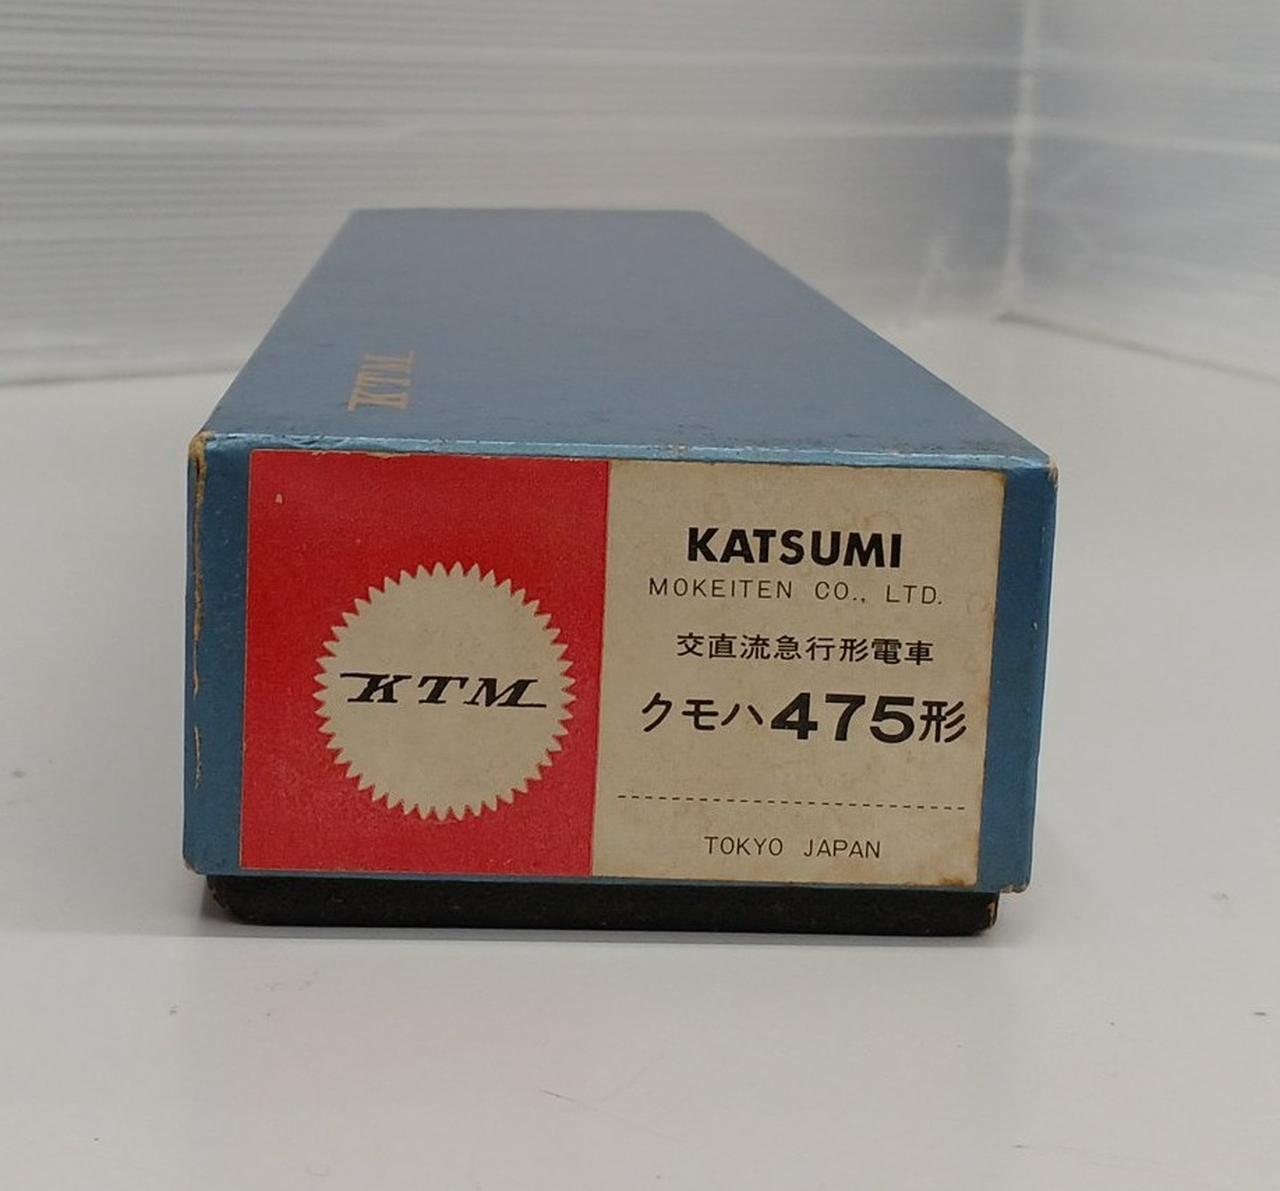 KTM
KTM
KATSUMI
MOKEITEN CO., LTD.
交直流急行形電車
クモハ475形
TOKYO JAPAN